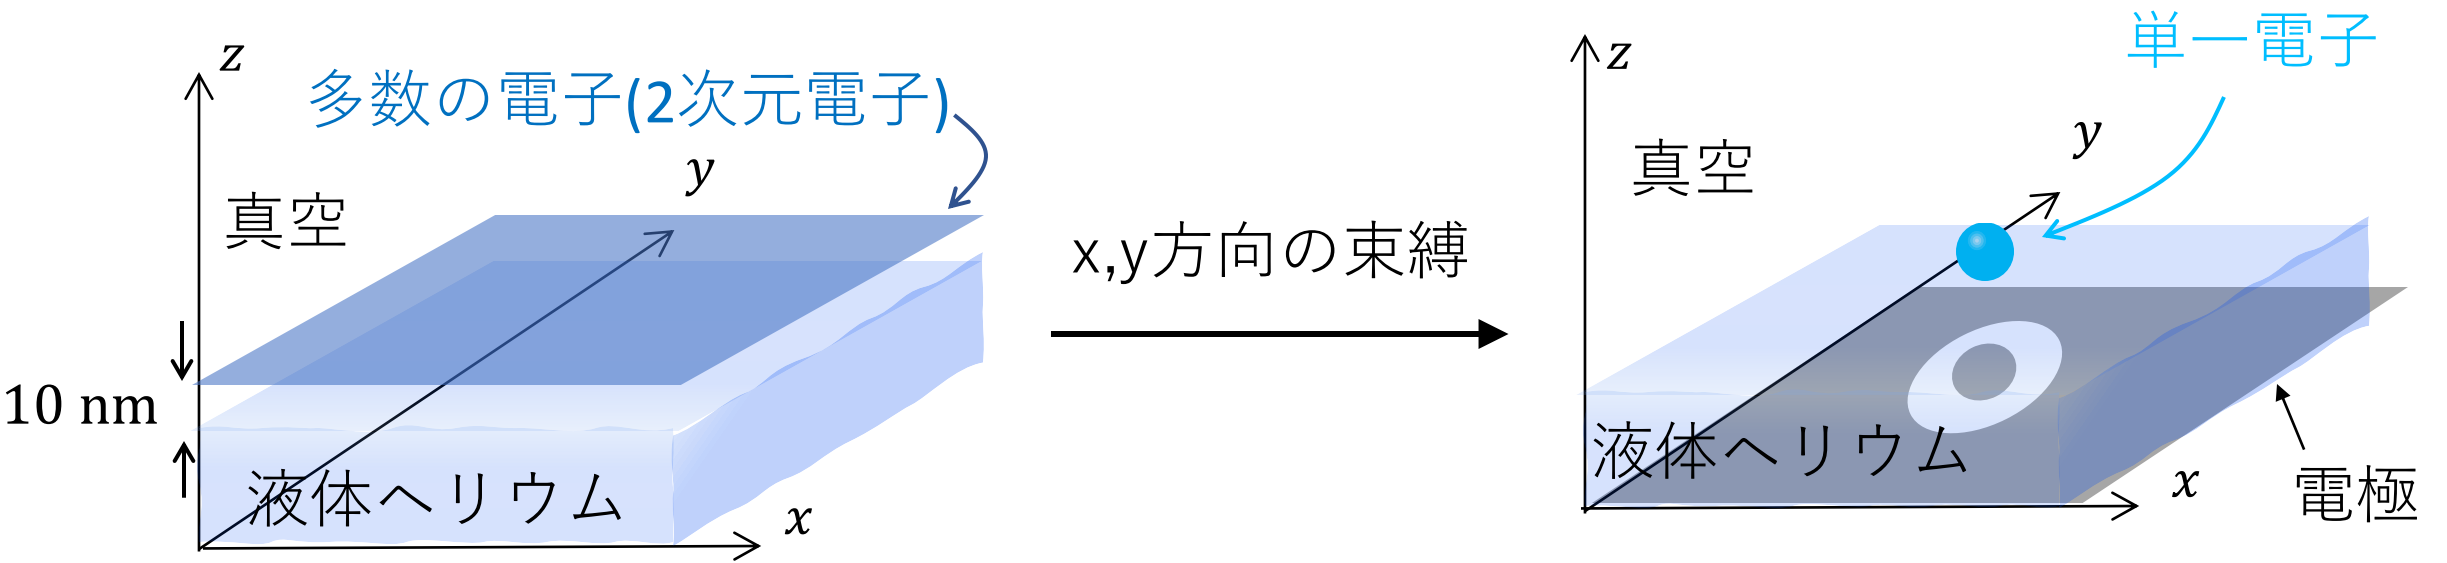 z
多数の電子(2次元電子)
y
真空
10 nm
液体ヘリウム
x
x,y方向の束縛
z
単一電子
y
真空
液体ヘリウム
x
電極